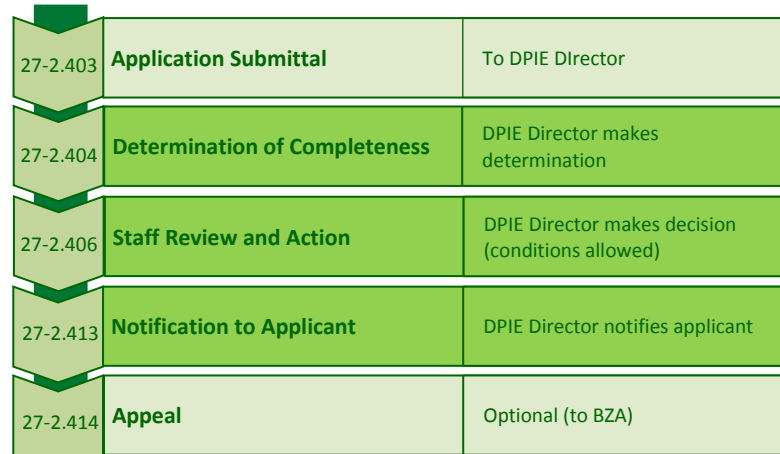 27-2.403 Application Submittal To DPIE DIrector
27-2.404 Determination of Completeness DPIE Director makes
determination
27-2.406 Staff Review and Action DPIE Director makes decision
(conditions allowed)
27-2.413 Notification to Applicant DPIE Director notifies applicant
27-2.414 Appeal Optional (to BZA)